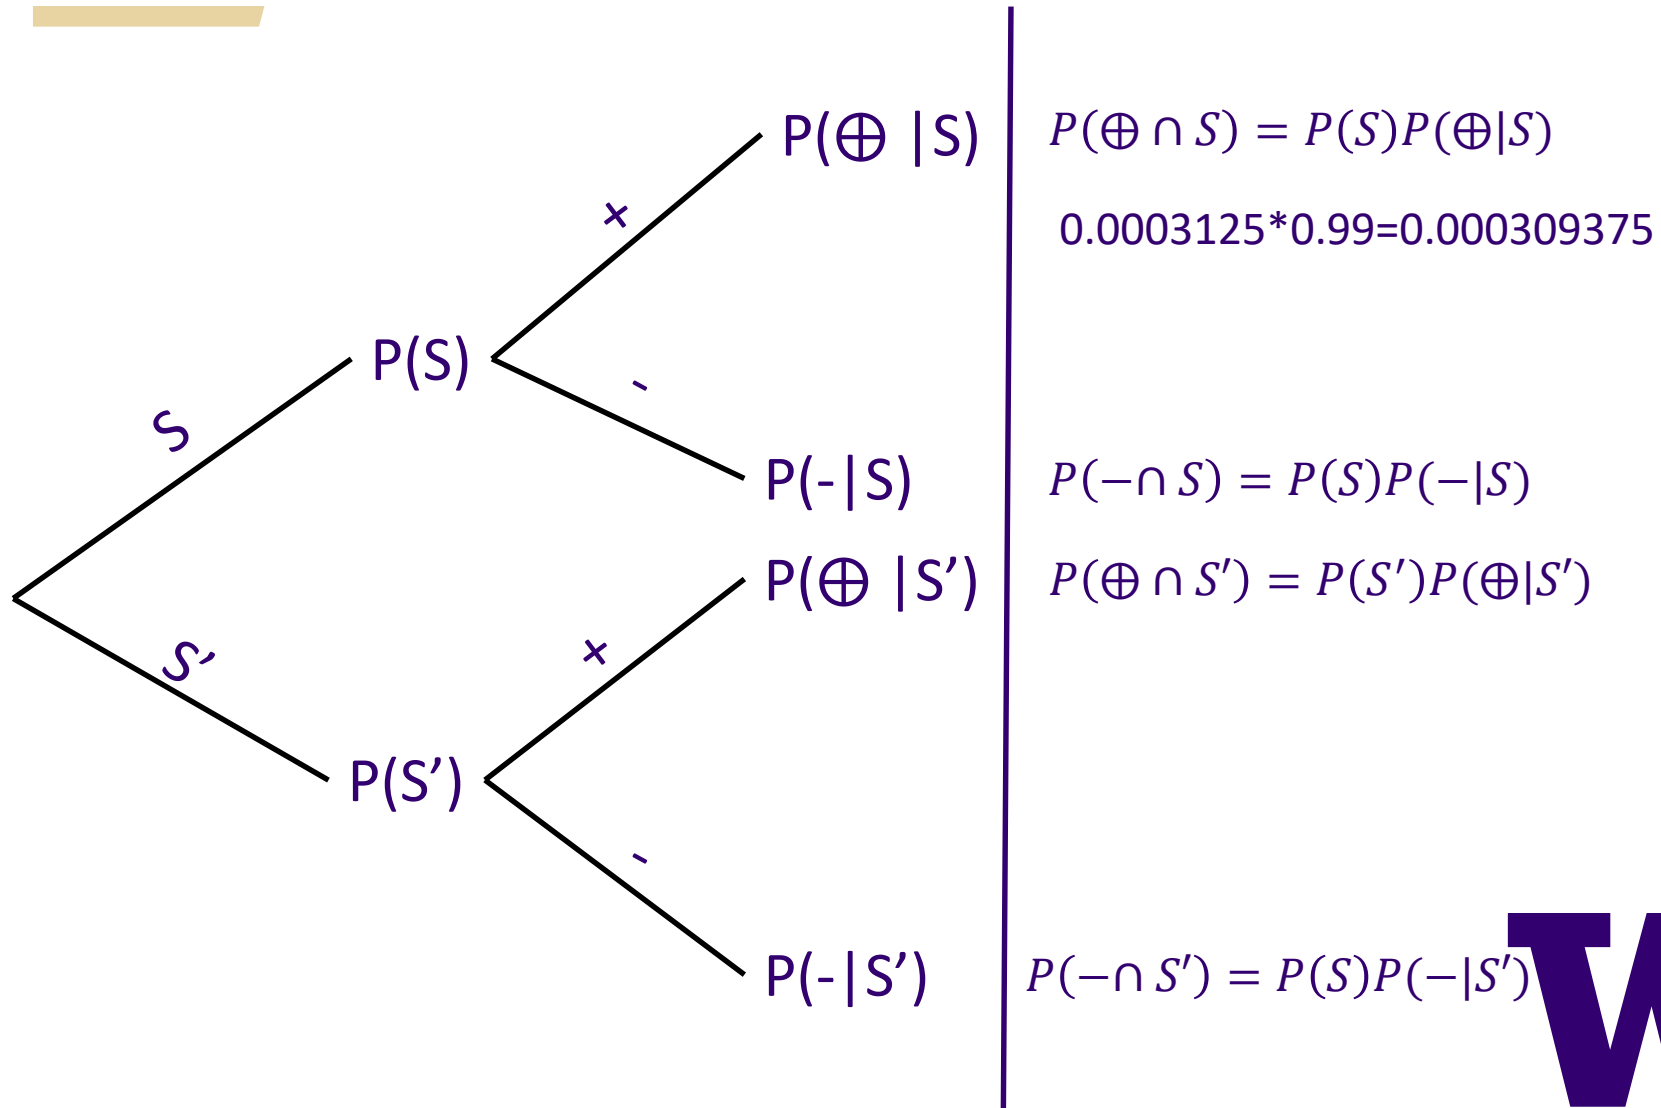 P(⊕ |S)
P(⊕ ∩ S) = P(S)P(⊕|S)
+
0.0003125*0.99=0.000309375
P(S)
-
S
P(-|S)
P(−∩ S) = P(S)P(−|S)
P(⊕ |S’)
P(⊕ ∩ S′) = P(S′)P(⊕|S′)
S’
+
P(S’)
-
P(-|S’)
P(−∩ S′) = P(S)P(−|S′)
W